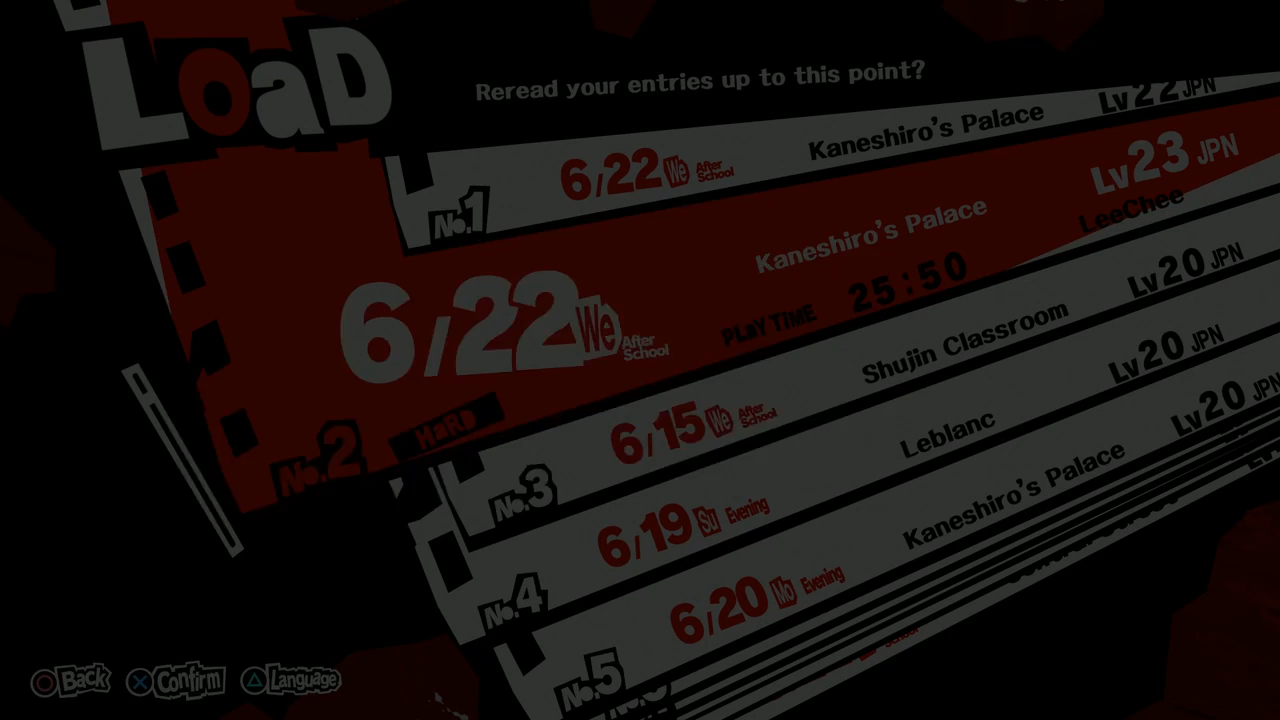 LOaD
Reread your entries up to this point?
No.1 6/22 We After School Kaneshiro's Palace Lv22 JPN
6/22 We After School Kaneshiro's Palace Lv23 JPN
LeeChee
PLaY TiME 25:50
No.2 HaRD
No.3 6/15 We After School Shujin Classroom Lv20 JPN
No.4 6/19 Su Evening Leblanc Lv20 JPN
No.5 6/20 Mo Evening Kaneshiro's Palace Lv20 JPN
Back Confirm Language